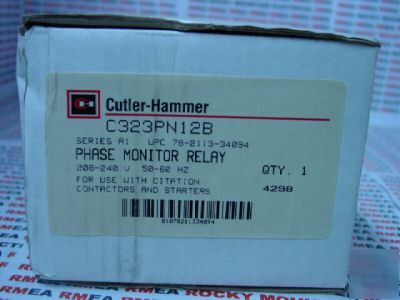 Cutler-Hammer
C323PN12B
SERIES A1 UPC 78-2113-34094
PHASE MONITOR RELAY
208-240 V 50-60 HZ
QTY. 1
FOR USE WITH CITATION
CONTACTORS AND STARTERS
4298
RMEA ROCKY MOUN